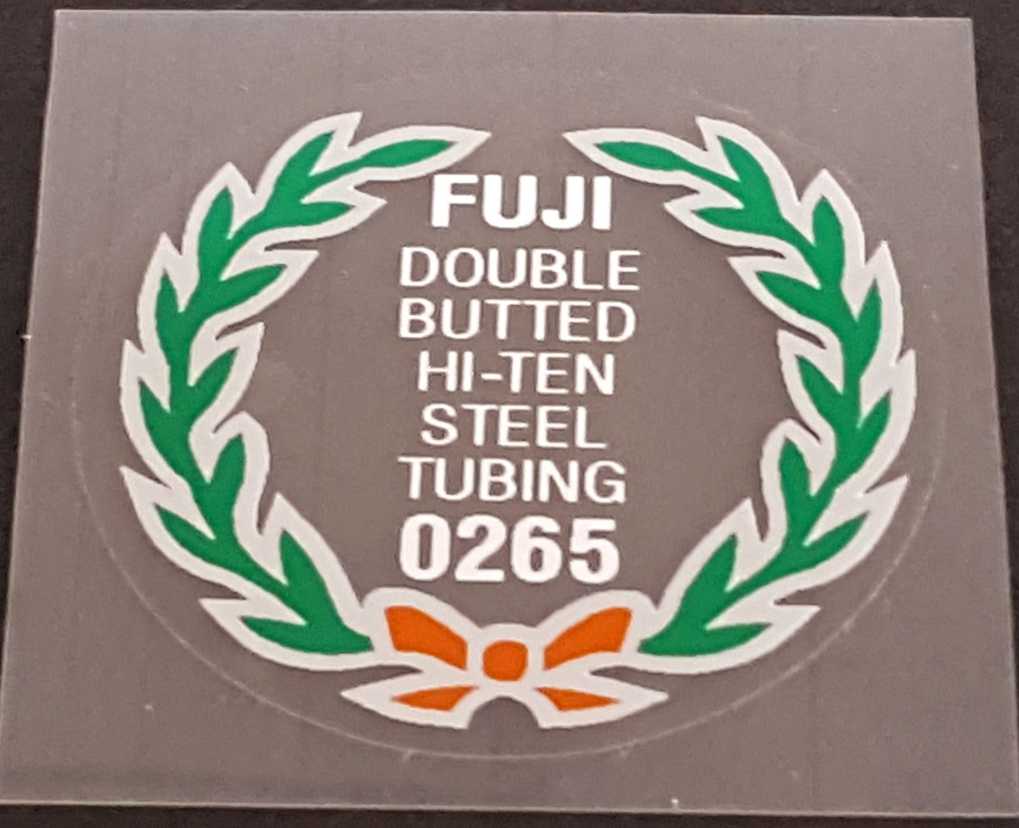 FUJI
DOUBLE
BUTTED
HI-TEN
STEEL
TUBING
0265